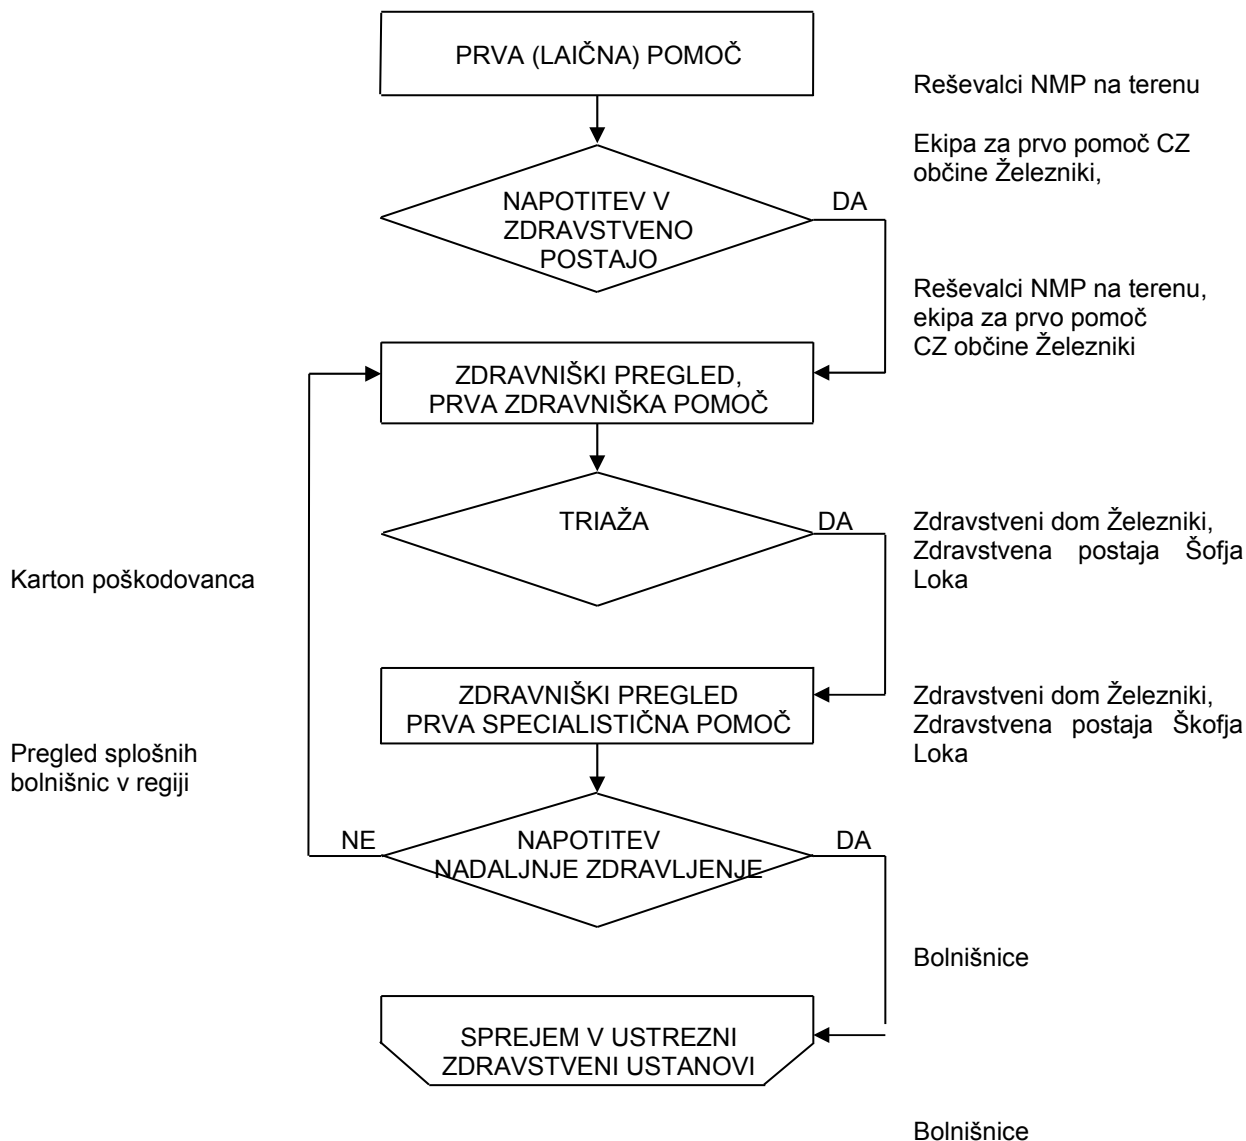 PRVA (LAIČNA) POMOČ
Reševalci NMP na terenu
Ekipa za prvo pomoč CZ
občine Železniki,
NAPOTITEV V
ZDRAVSTVENO
POSTAJO
DA
Reševalci NMP na terenu,
ekipa za prvo pomoč
CZ občine Železniki
ZDRAVNIŠKI PREGLED,
PRVA ZDRAVNIŠKA POMOČ
TRIAŽA
DA
Zdravstveni dom Železniki,
Zdravstvena postaja Šofja
Loka
Karton poškodovanca
ZDRAVNIŠKI PREGLED
PRVA SPECIALISTIČNA POMOČ
Zdravstveni dom Železniki,
Zdravstvena postaja Škofja
Loka
Pregled splošnih
bolnišnic v regiji
NE
NAPOTITEV
NADALJNJE ZDRAVLJENJE
DA
Bolnišnice
SPREJEM V USTREZNI
ZDRAVSTVENI USTANOVI
Bolnišnice